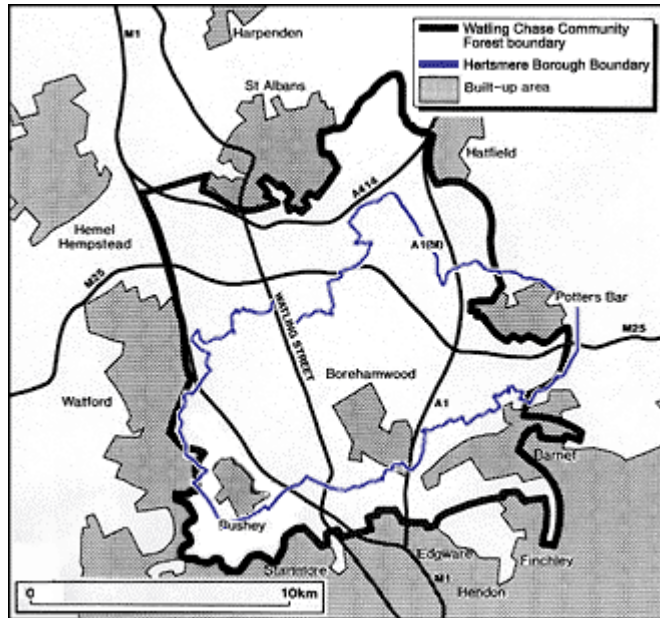 M1
Harpenden
Watling Chase Community
Forest boundary
Hertsmere Borough Boundary
Built-up area
St Albans
Hatfield
A414
Hemel
Hempstead
A1(M)
M25
Potters Bar
WATLING STREET
M25
Borehamwood
Watford
A1
Barnet
Bushey
Edgware
Finchley
Stanmore
M1
Hendon
0
10km